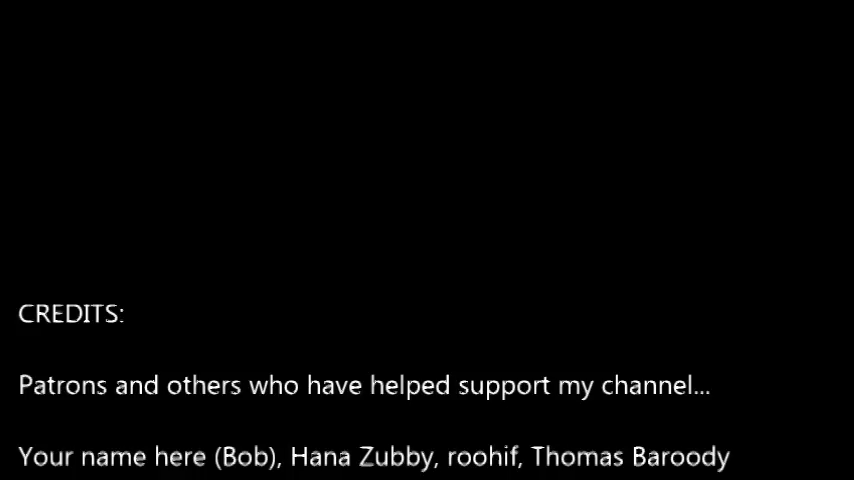 CREDITS:
Patrons and others who have helped support my channel...
Your name here (Bob), Hana Zubby, roohif, Thomas Baroody